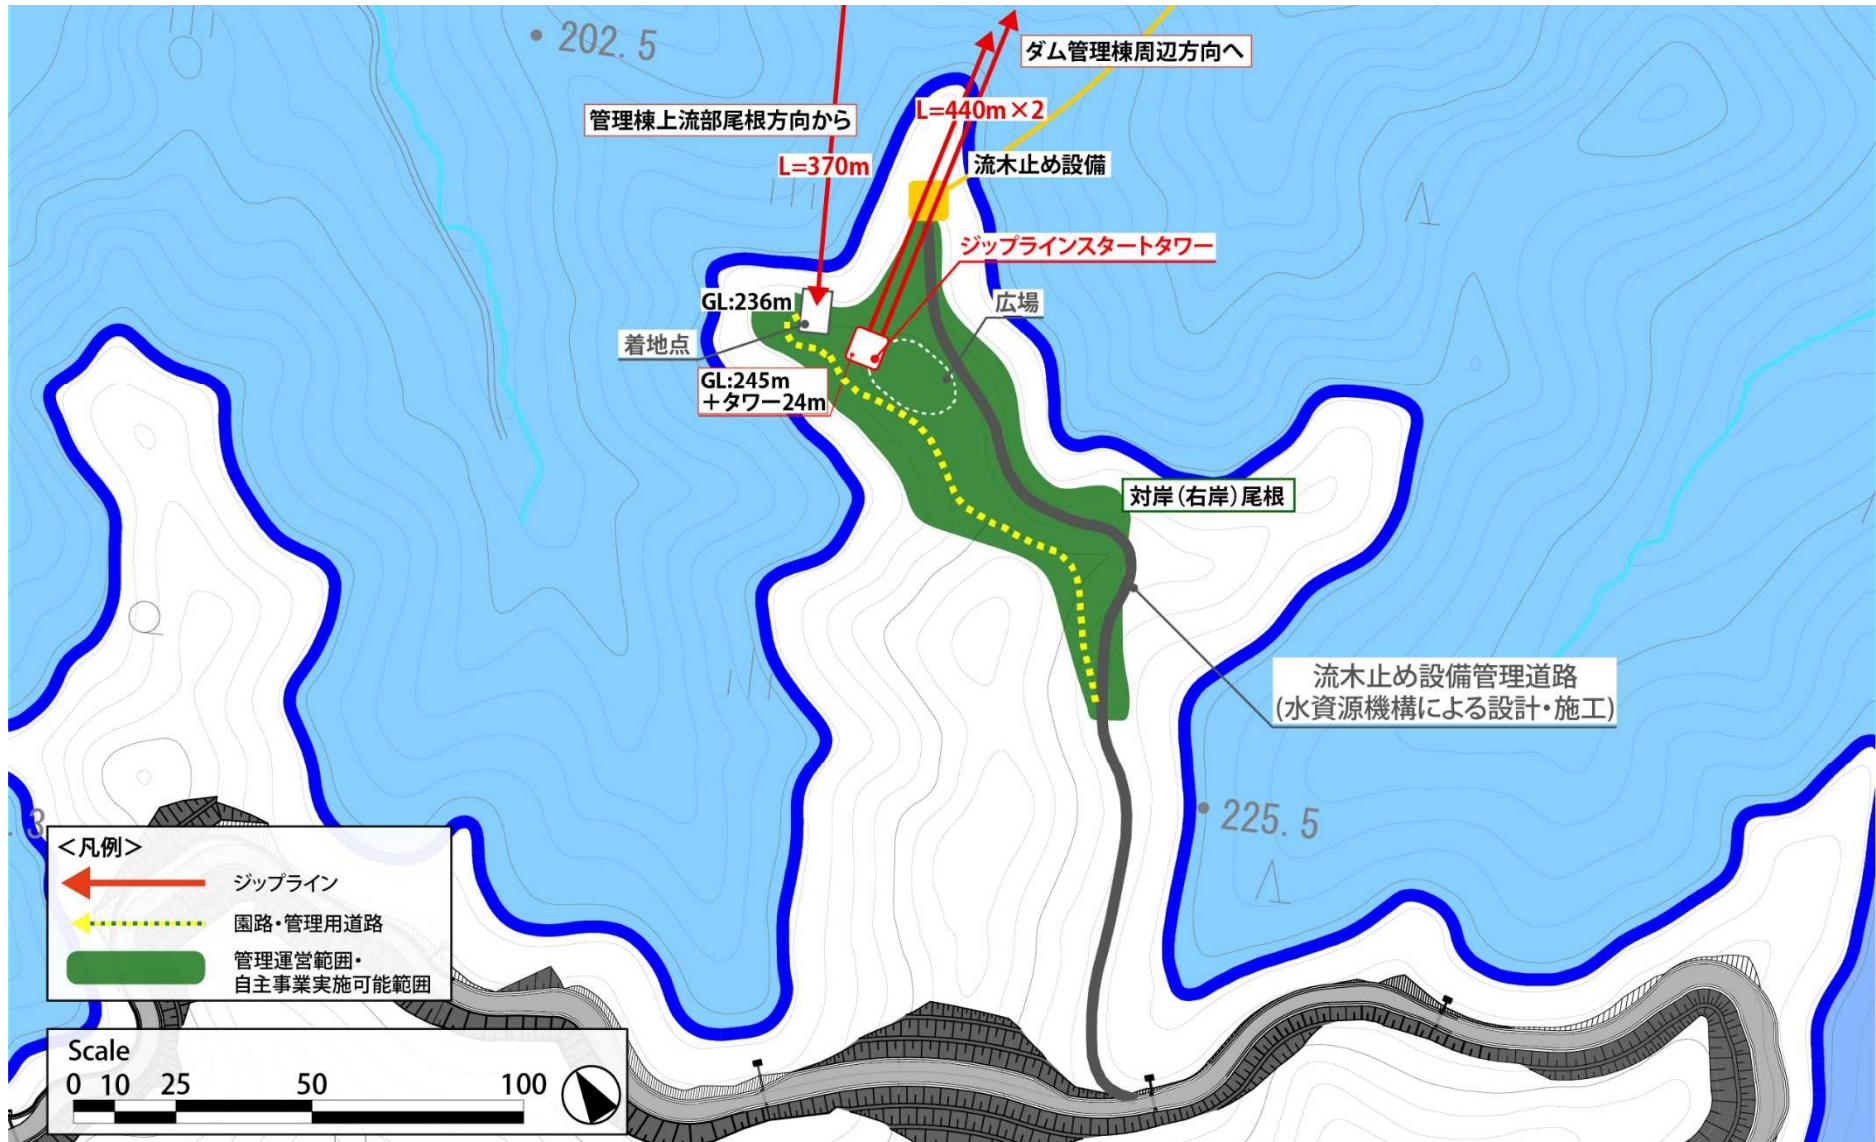 202.5
ダム管理棟周辺方向へ
管理棟上流部尾根方向から
L=440m×2
L=370m
流木止め設備
ジップラインスタートタワー
GL:236m
広場
着地点
GL:245m
＋タワー24m
対岸（右岸）尾根
流木止め設備管理道路
(水資源機構による設計・施工)
225.5
. 3
＜凡例＞
ジップライン
園路・管理用道路
管理運営範囲・
自主事業実施可能範囲
Scale
0 10 25 50 100